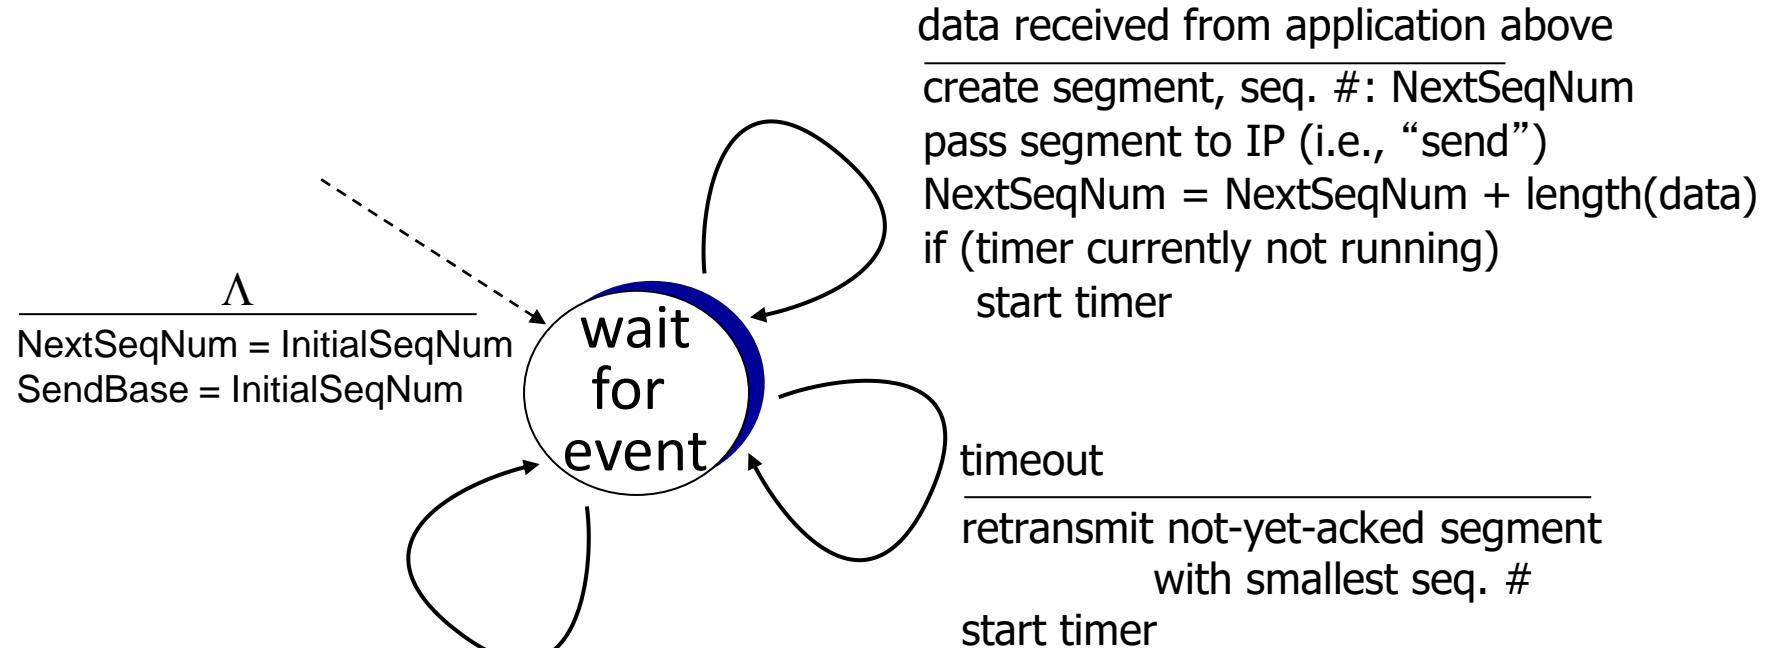 data received from application above
create segment, seq. #: NextSeqNum
pass segment to IP (i.e., “send”)
NextSeqNum = NextSeqNum + length(data)
if (timer currently not running)
start timer
Λ
NextSeqNum = InitialSeqNum
SendBase = InitialSeqNum
wait
for
event
timeout
retransmit not-yet-acked segment
with smallest seq. #
start timer